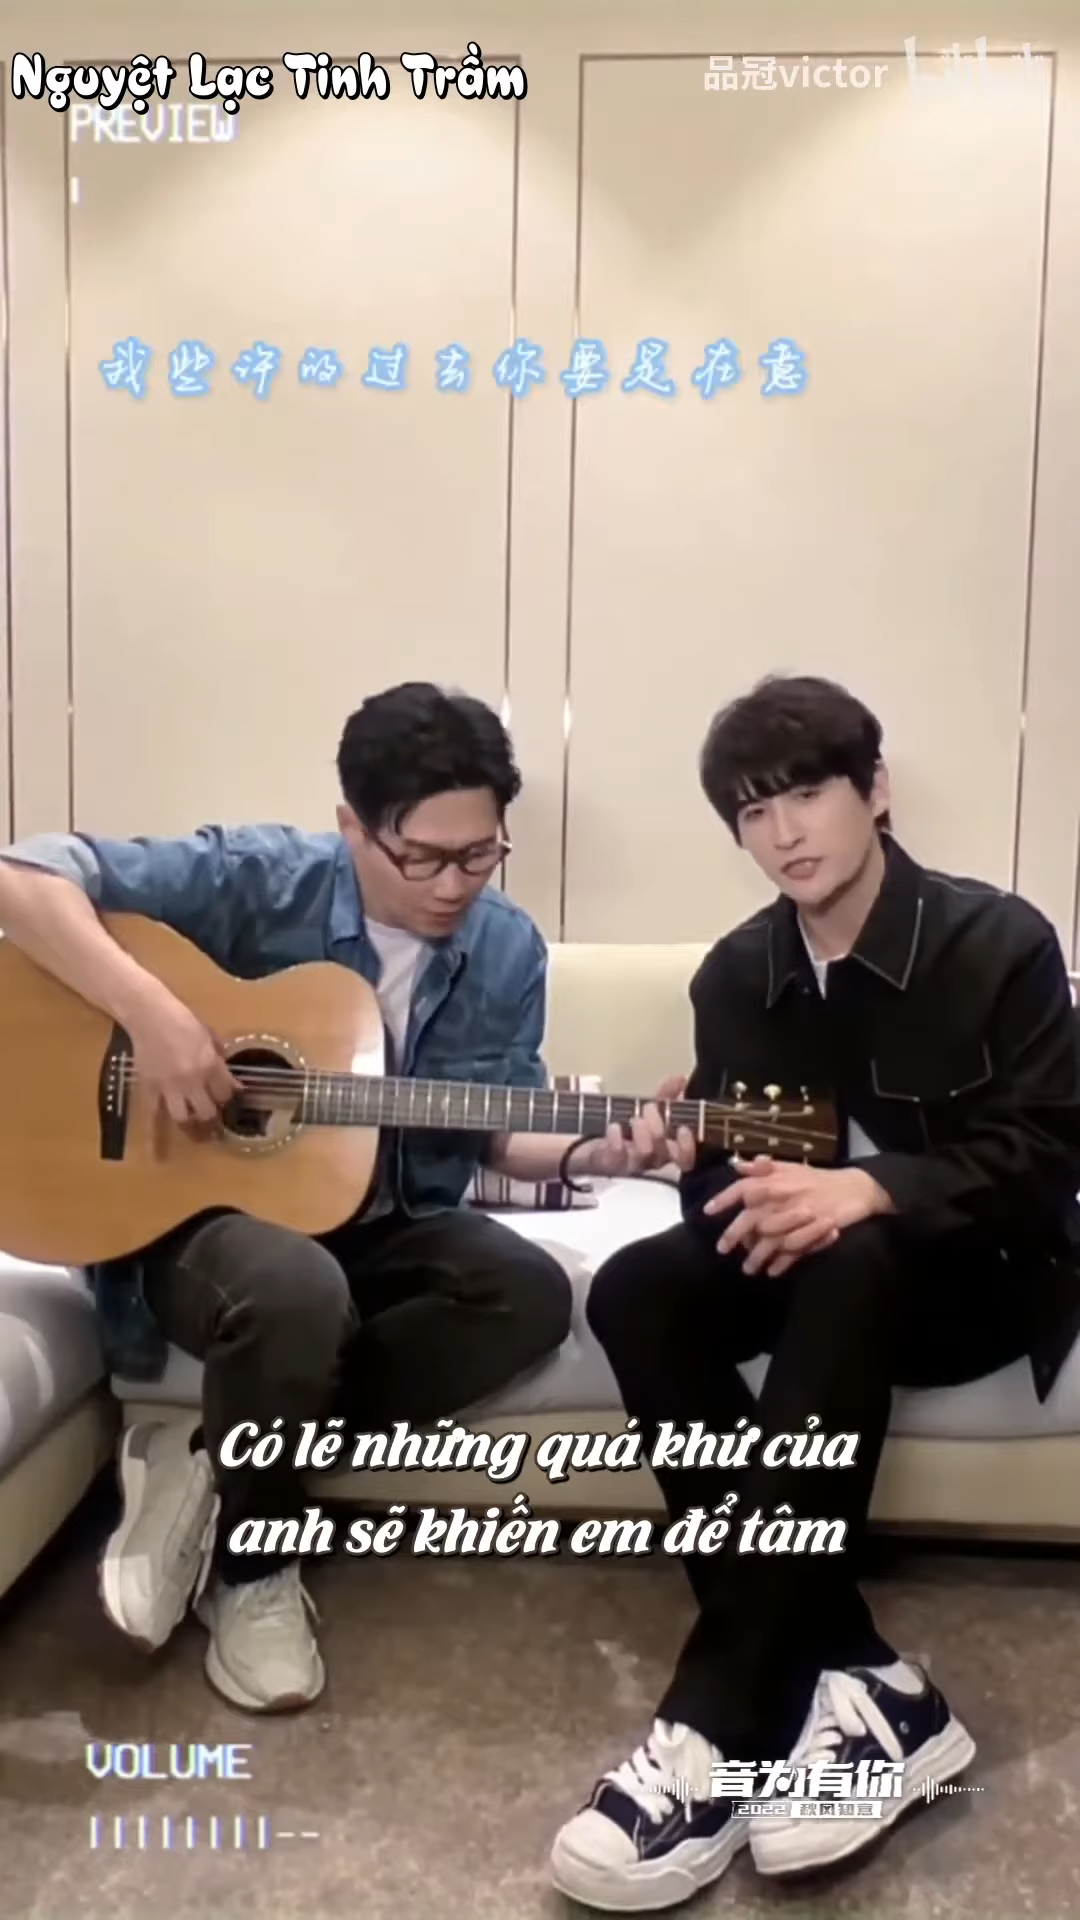 Nguyệt Lạc Tinh Trầm
品冠victor
PREVIEW
我些许的过去你要是在意
Có lẽ những quá khứ của
anh sẽ khiến em để tâm
VOLUME
音为有你
2022 秋风知意